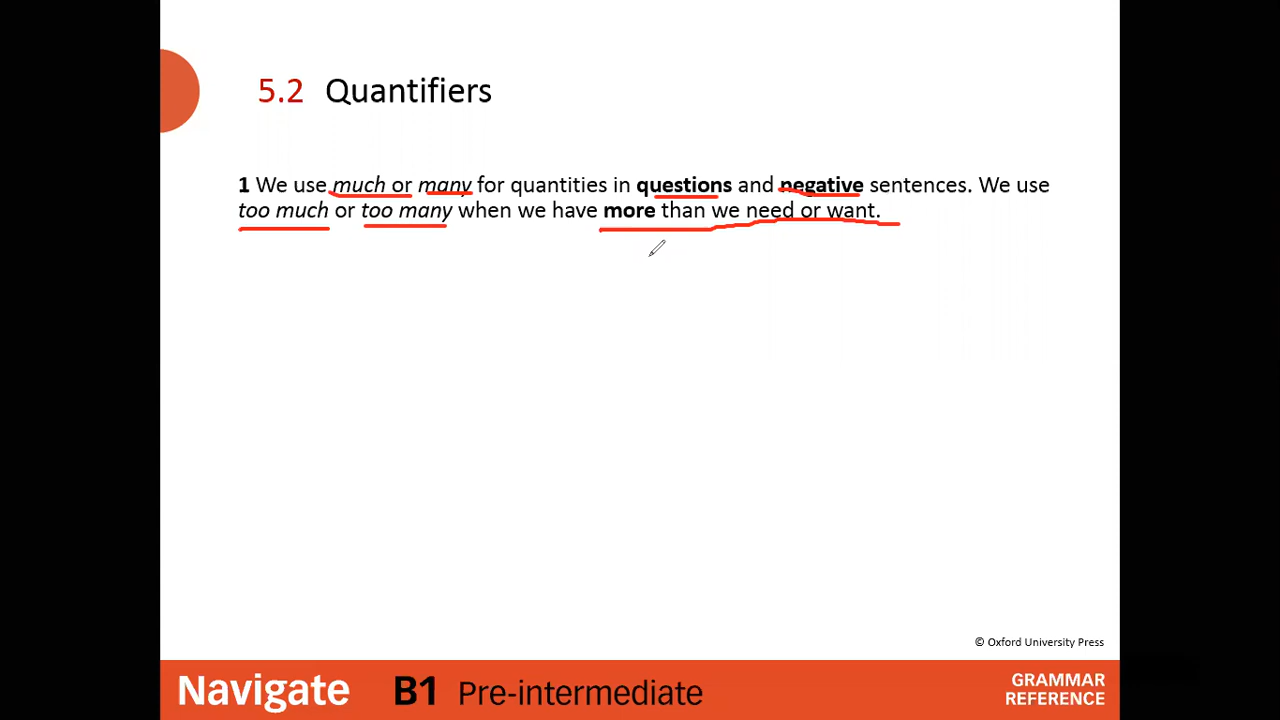 5.2 Quantifiers
1 We use much or many for quantities in questions and negative sentences. We use
too much or too many when we have more than we need or want.
© Oxford University Press
Navigate B1 Pre-intermediate
GRAMMAR
REFERENCE